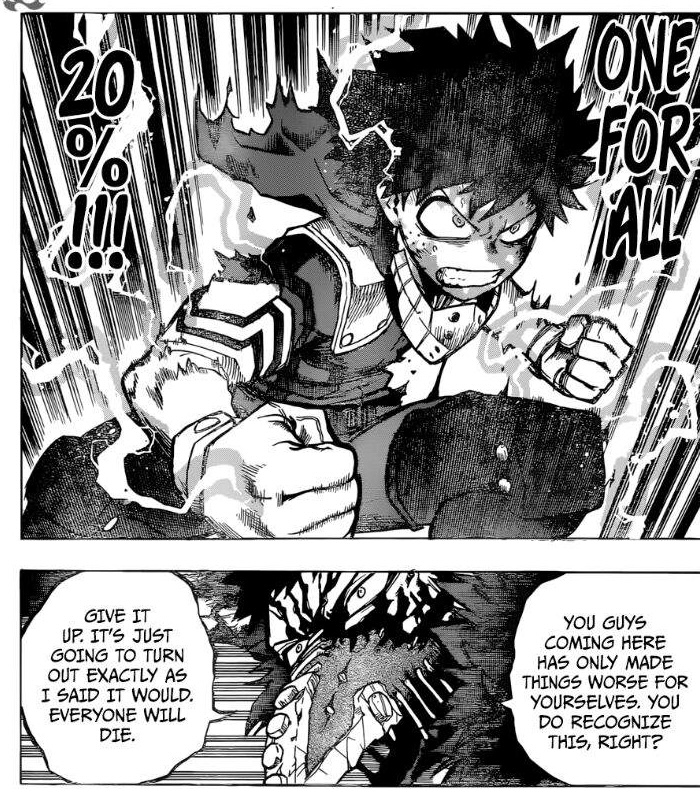 ONE
FOR
ALL
20
%!!!
YOU GUYS
COMING HERE
HAS ONLY MADE
THINGS WORSE FOR
YOURSELVES. YOU
DO RECOGNIZE
THIS, RIGHT?
GIVE IT
UP. IT'S JUST
GOING TO TURN
OUT EXACTLY AS
I SAID IT WOULD.
EVERYONE WILL
DIE.